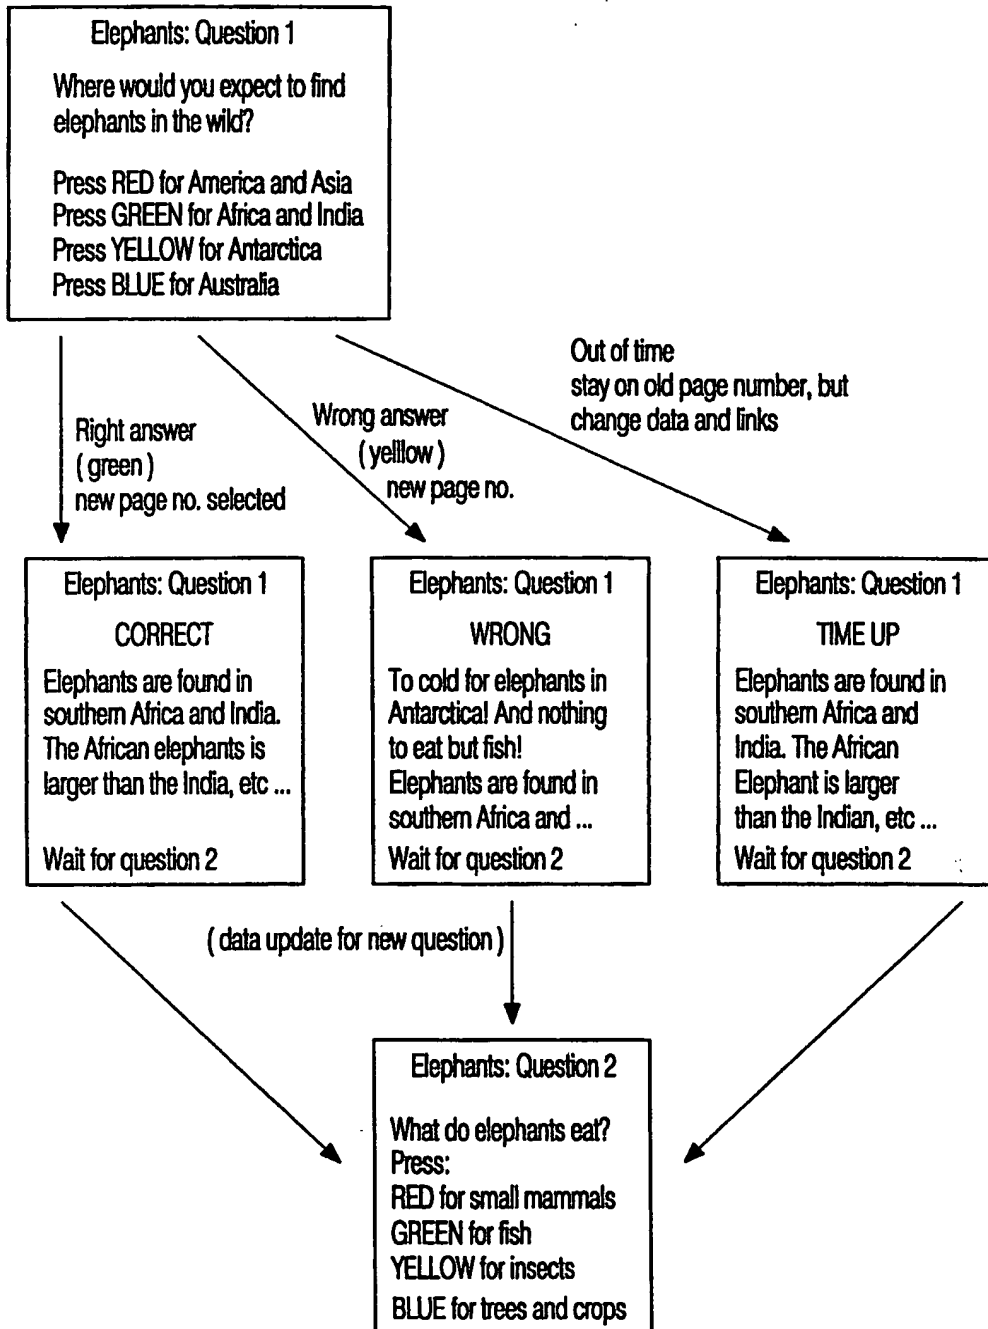 Elephants: Question 1
Where would you expect to find
elephants in the wild?
Press RED for America and Asia
Press GREEN for Africa and India
Press YELLOW for Antarctica
Press BLUE for Australia
Right answer
( green )
new page no. selected
Wrong answer
( yelllow )
new page no.
Out of time
stay on old page number, but
change data and links
Elephants: Question 1
CORRECT
Elephants are found in
southern Africa and India.
The African elephants is
larger than the India, etc ...
Wait for question 2
Elephants: Question 1
WRONG
To cold for elephants in
Antarctica! And nothing
to eat but fish!
Elephants are found in
southern Africa and ...
Wait for question 2
Elephants: Question 1
TIME UP
Elephants are found in
southern Africa and
India. The African
Elephant is larger
than the Indian, etc ...
Wait for question 2
( data update for new question )
Elephants: Question 2
What do elephants eat?
Press:
RED for small mammals
GREEN for fish
YELLOW for insects
BLUE for trees and crops